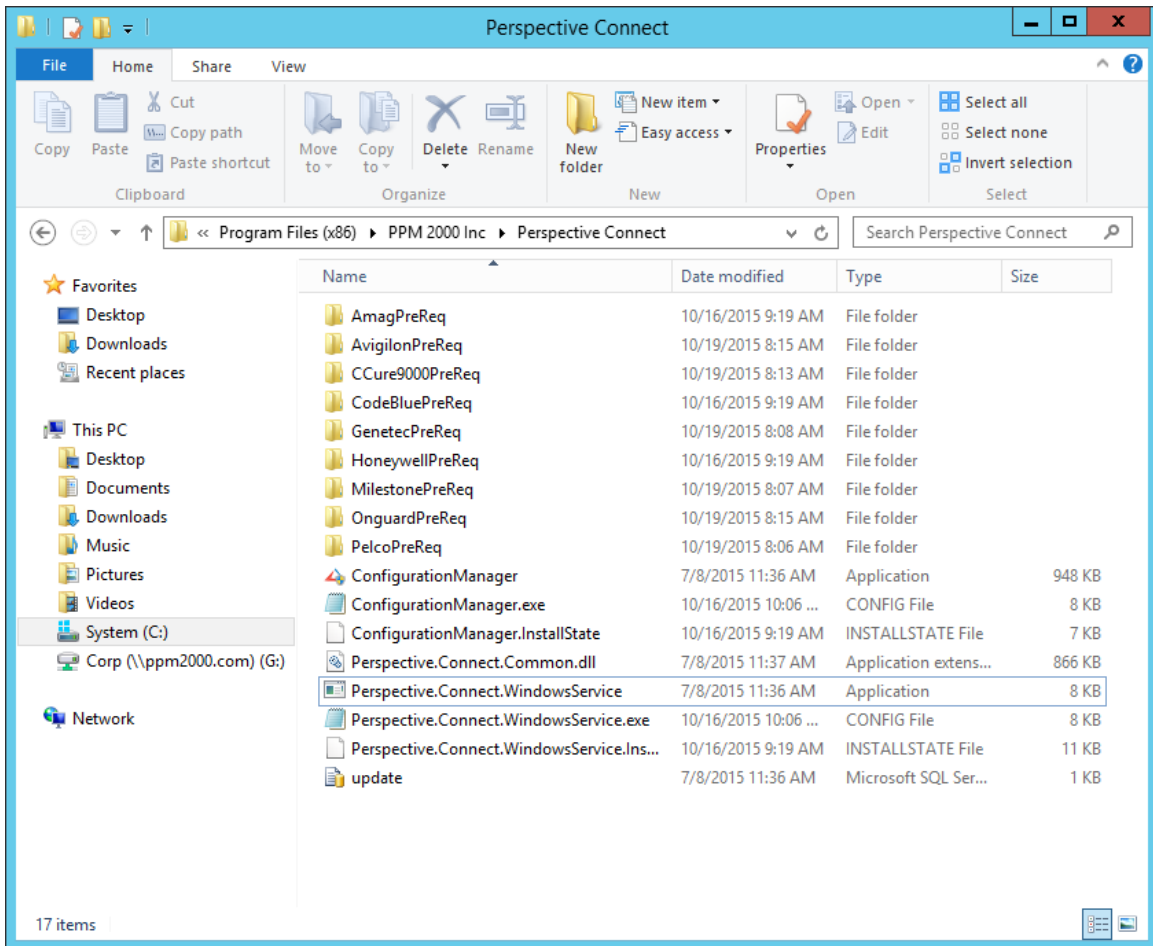 Perspective Connect
File Home Share View
Copy Paste Cut Copy path Paste shortcut
Move to Copy to Delete Rename
New folder New item Easy access
Properties Open Edit
Select all Select none Invert selection
Clipboard Organize New Open Select
« Program Files (x86) PPM 2000 Inc Perspective Connect Search Perspective Connect
Favorites
Desktop
Downloads
Recent places
This PC
Desktop
Documents
Downloads
Music
Pictures
Videos
System (C:)
Corp (\\ppm2000.com) (G:)
Network
Name Date modified Type Size
AmagPreReq 10/16/2015 9:19 AM File folder
AvigilonPreReq 10/19/2015 8:15 AM File folder
CCure9000PreReq 10/19/2015 8:13 AM File folder
CodeBluePreReq 10/16/2015 9:19 AM File folder
GenetecPreReq 10/19/2015 8:08 AM File folder
HoneywellPreReq 10/16/2015 9:19 AM File folder
MilestonePreReq 10/19/2015 8:07 AM File folder
OnguardPreReq 10/19/2015 8:15 AM File folder
PelcoPreReq 10/19/2015 8:06 AM File folder
ConfigurationManager 7/8/2015 11:36 AM Application 948 KB
ConfigurationManager.exe 10/16/2015 10:06 ... CONFIG File 8 KB
ConfigurationManager.InstallState 10/16/2015 9:19 AM INSTALLSTATE File 7 KB
Perspective.Connect.Common.dll 7/8/2015 11:37 AM Application extens... 866 KB
Perspective.Connect.WindowsService 7/8/2015 11:36 AM Application 8 KB
Perspective.Connect.WindowsService.exe 10/16/2015 10:06 ... CONFIG File 8 KB
Perspective.Connect.WindowsService.Ins... 10/16/2015 9:19 AM INSTALLSTATE File 11 KB
update 7/8/2015 11:36 AM Microsoft SQL Ser... 1 KB
17 items